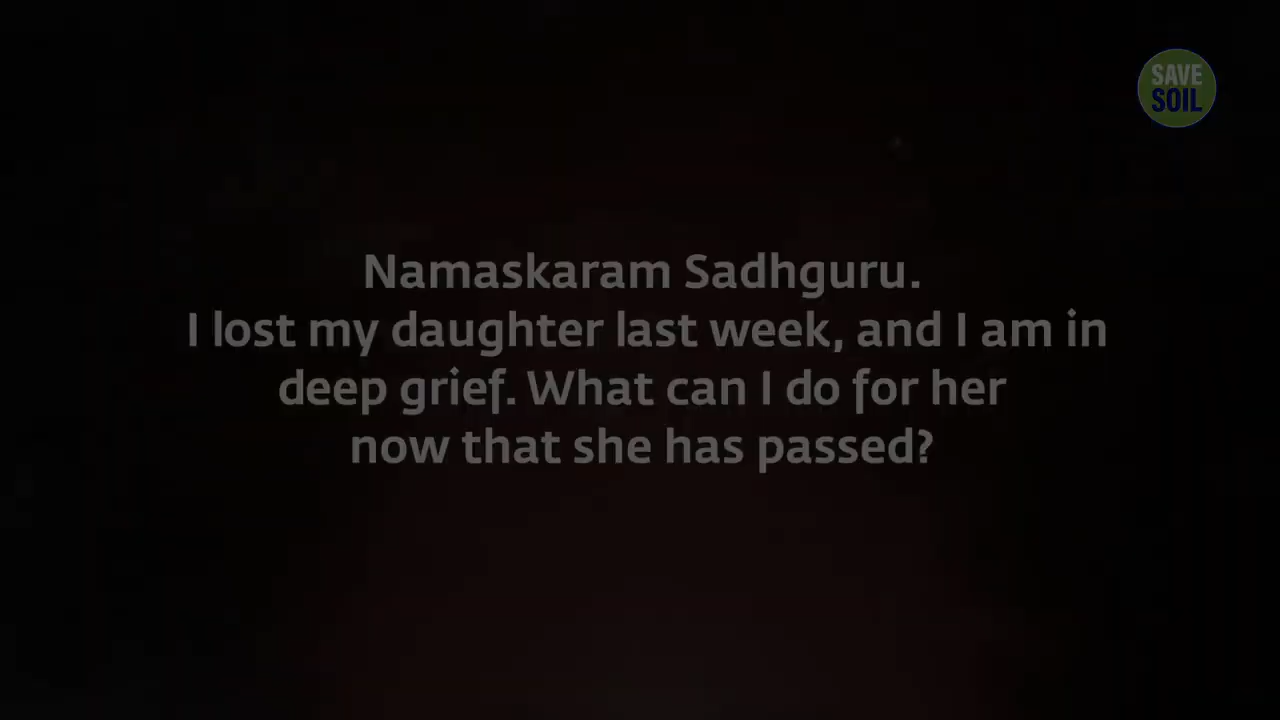 SAVE
SOIL
Namaskaram Sadhguru.
I lost my daughter last week, and I am in
deep grief. What can I do for her
now that she has passed?